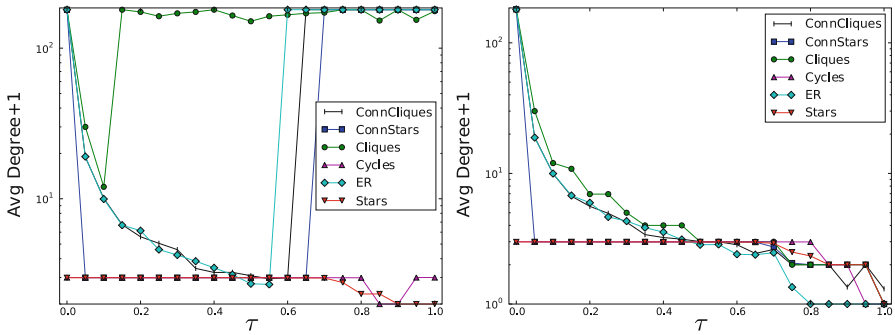 Avg Degree+1
10²
10¹
0.0 0.2 0.4 0.6 0.8 1.0
τ
ConnCliques
ConnStars
Cliques
Cycles
ER
Stars
Avg Degree+1
10²
10¹
10⁰
0.0 0.2 0.4 0.6 0.8 1.0
τ
ConnCliques
ConnStars
Cliques
Cycles
ER
Stars